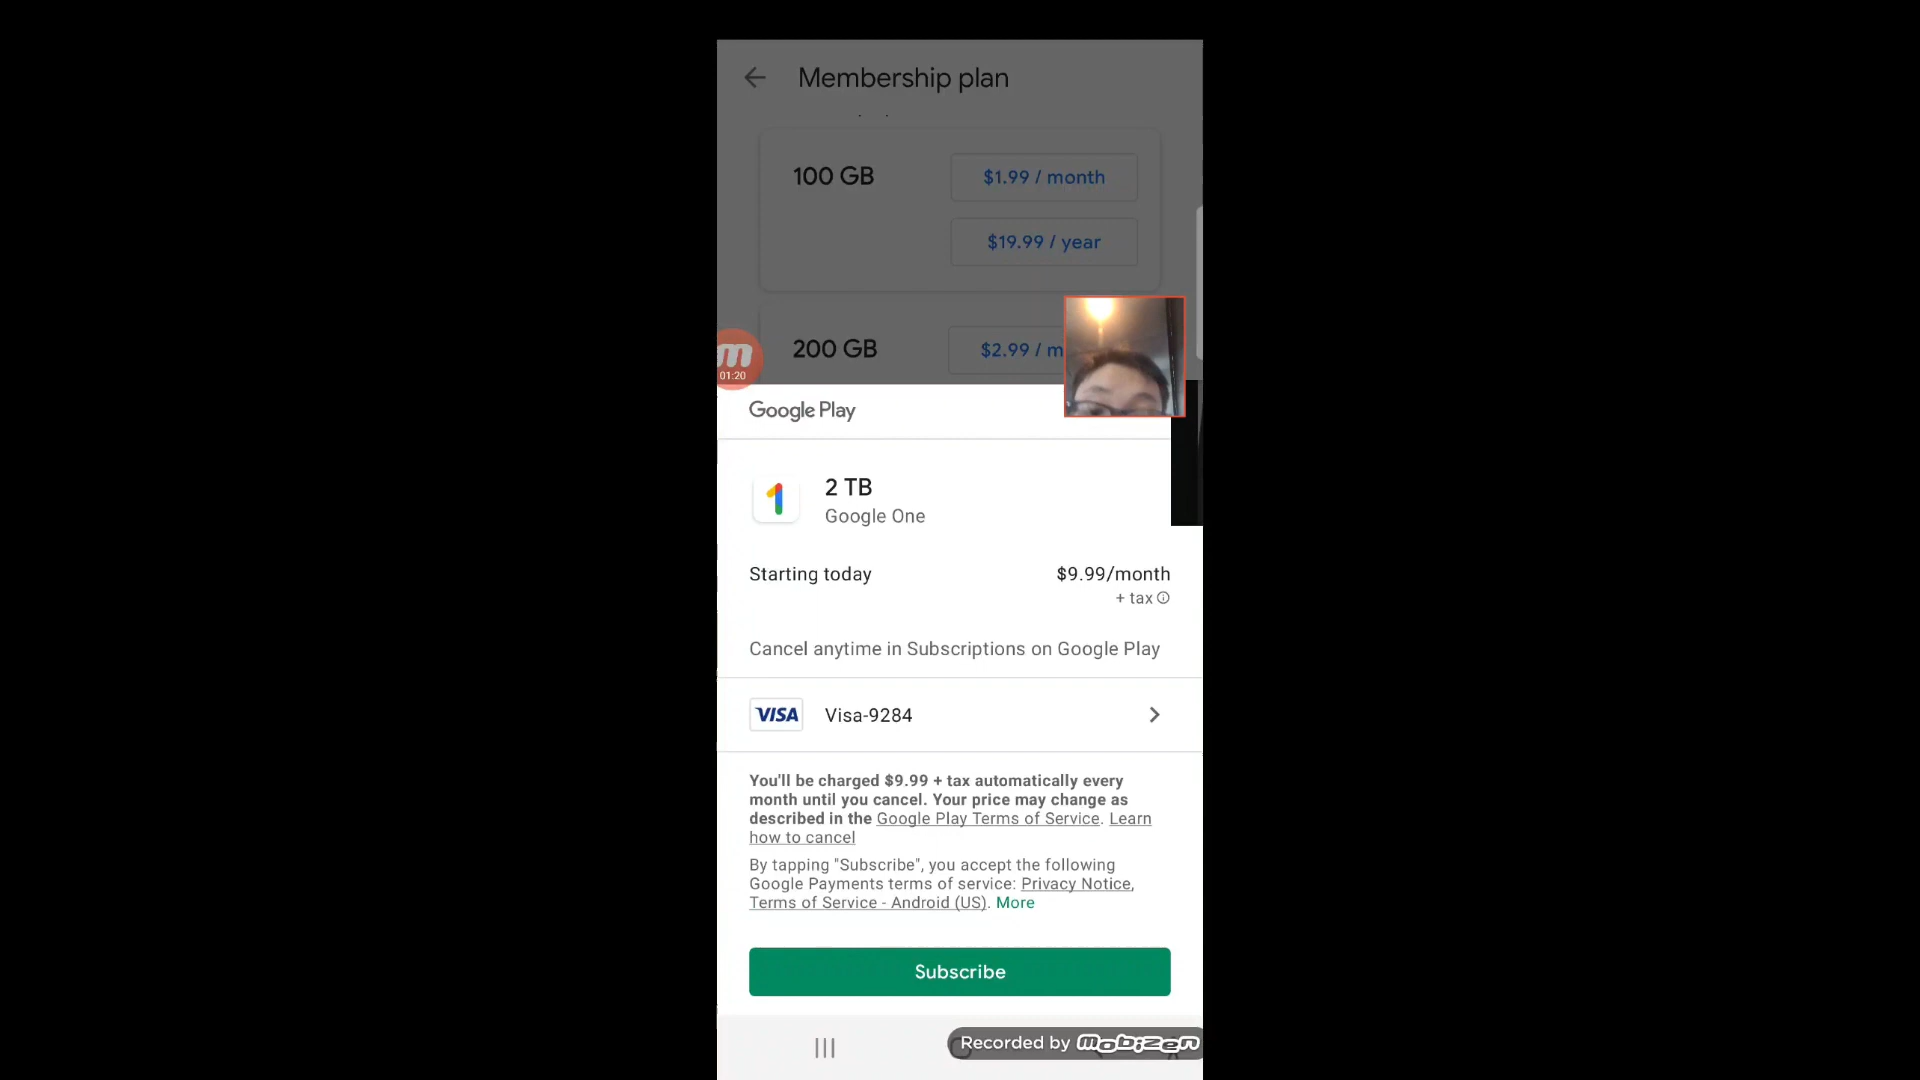 Membership plan
100 GB
$1.99 / month
$19.99 / year
200 GB
$2.99 / m
m
01:20
Google Play
1
2 TB
Google One
Starting today
$9.99/month
+ tax
Cancel anytime in Subscriptions on Google Play
VISA
Visa-9284
You'll be charged $9.99 + tax automatically every
month until you cancel. Your price may change as
described in the Google Play Terms of Service. Learn
how to cancel
By tapping "Subscribe", you accept the following
Google Payments terms of service: Privacy Notice,
Terms of Service - Android (US). More
Subscribe
Recorded by mobizen